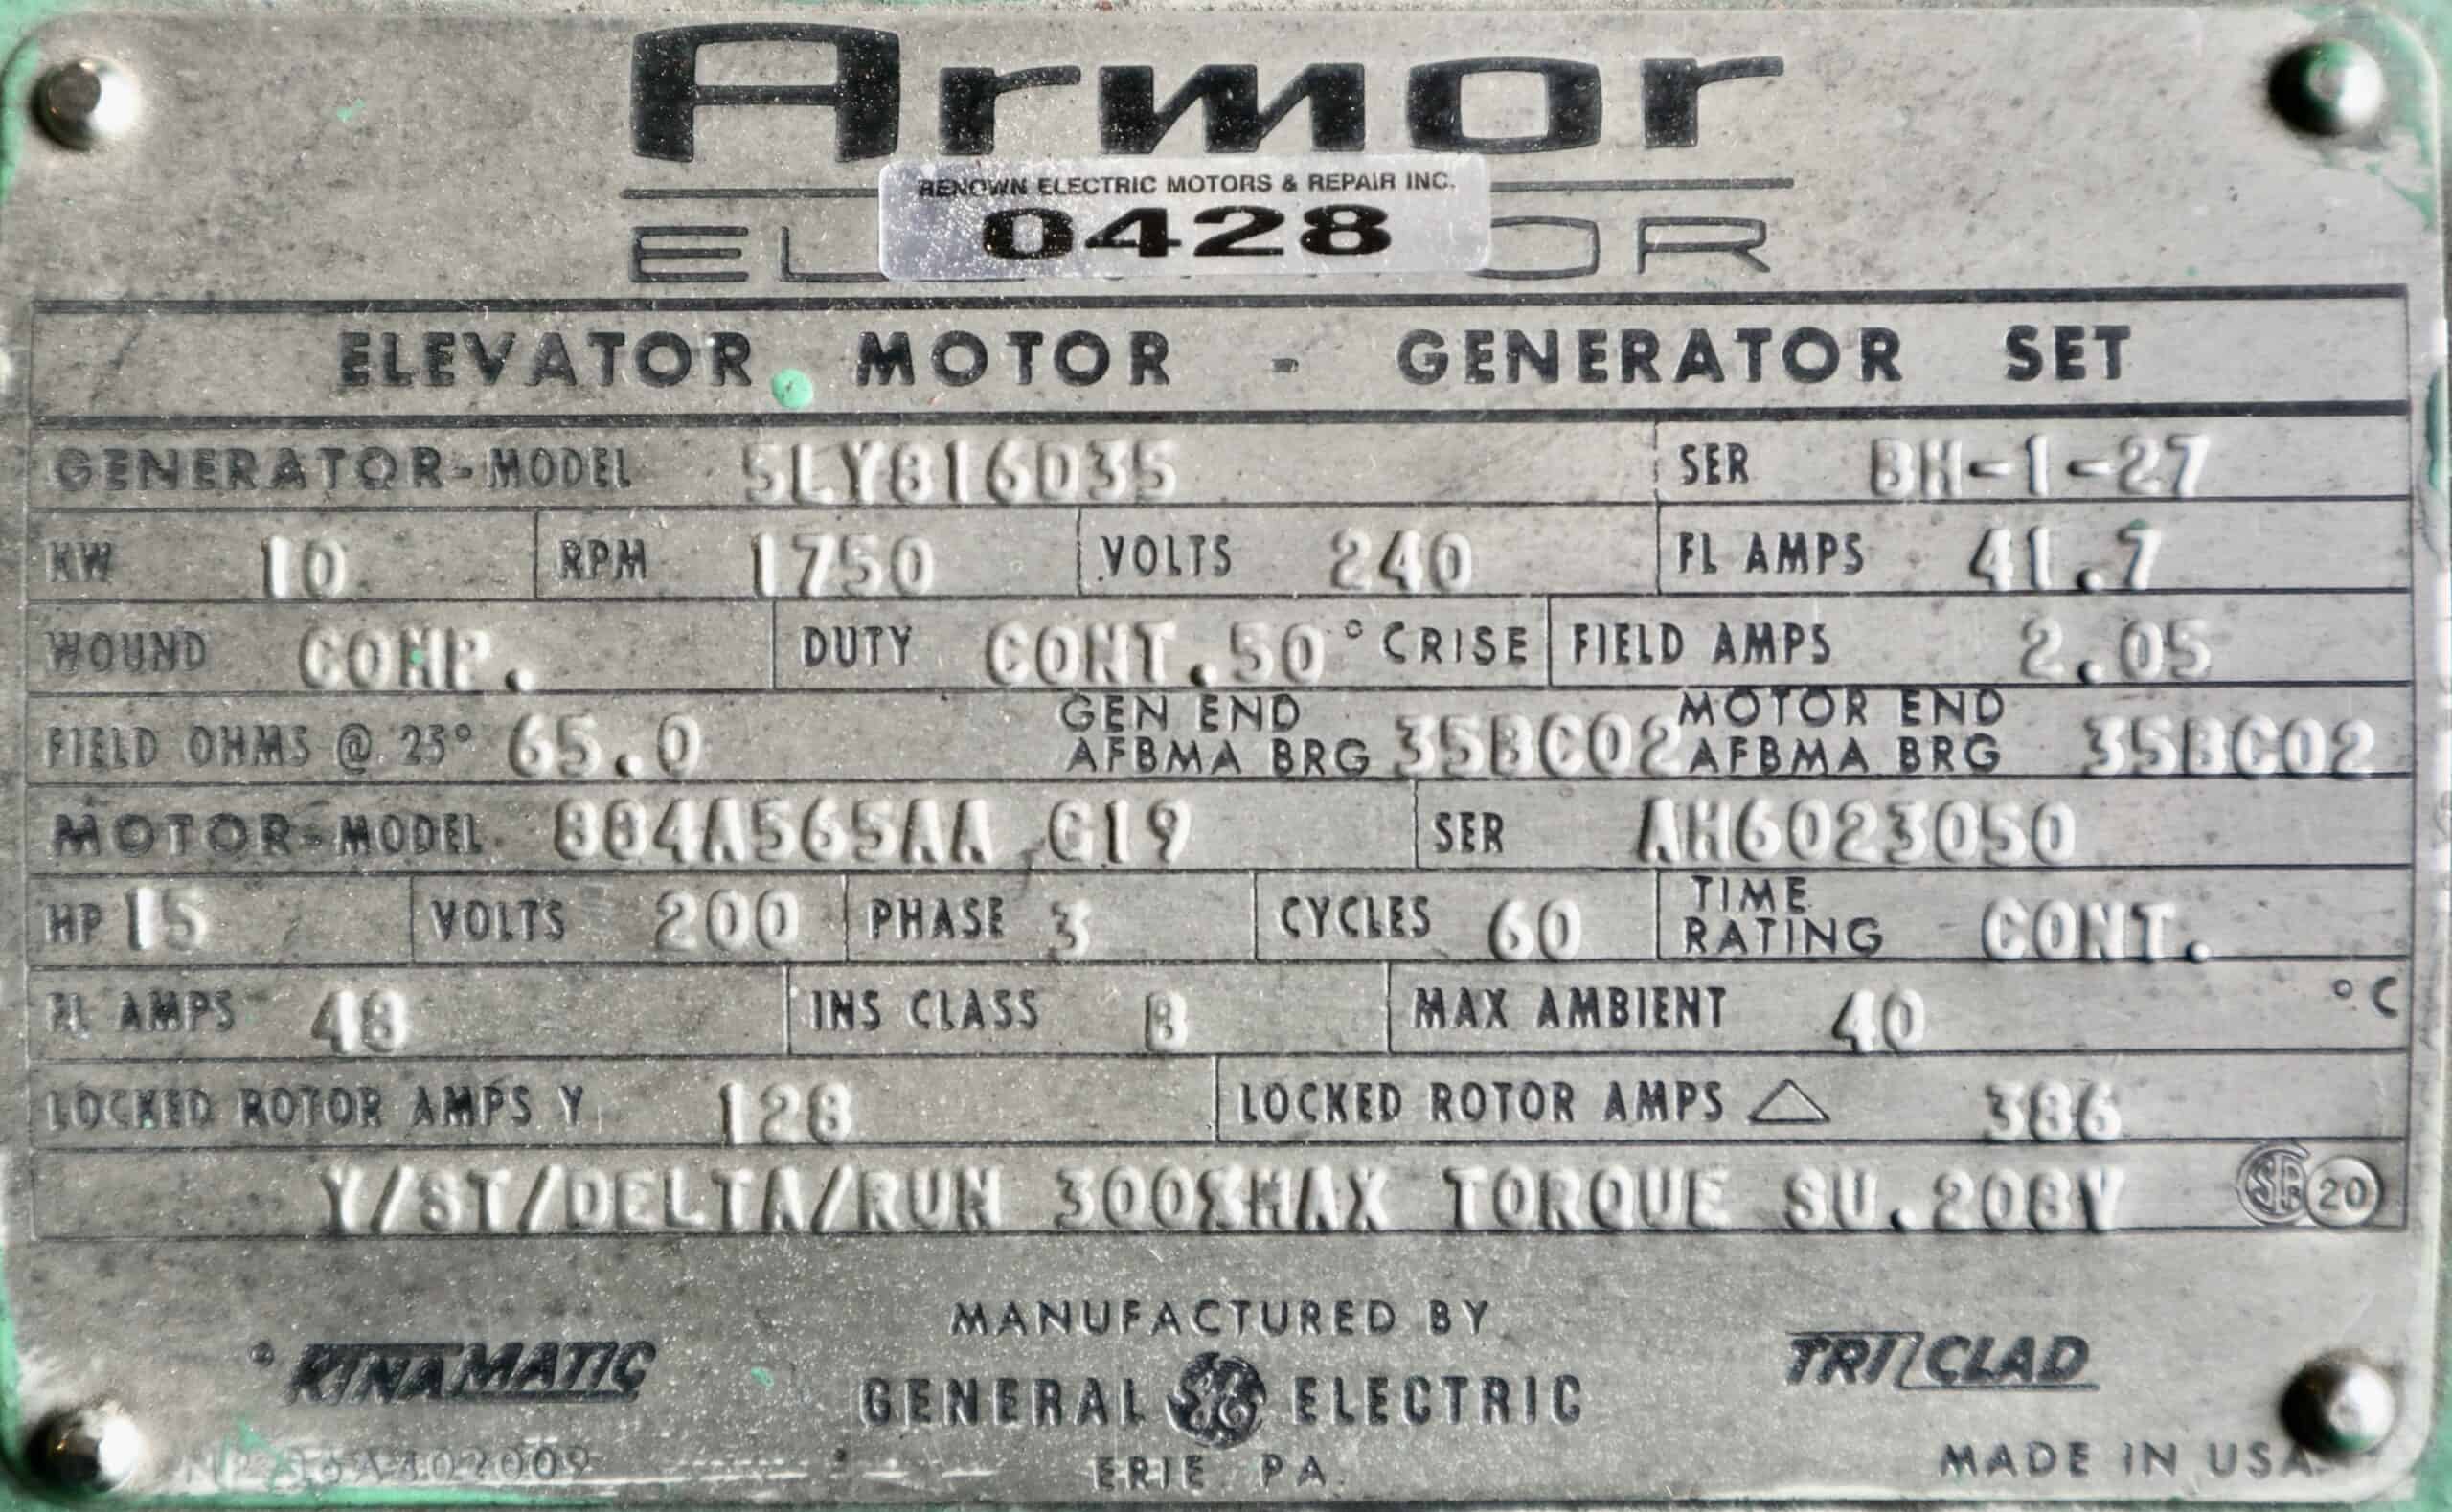 Armor
RENOWN ELECTRIC MOTORS & REPAIR INC.
0428
ELEVATOR MOTOR - GENERATOR SET
GENERATOR-MODEL 5LY816D35 SER BH-1-27
KW 10 RPM 1750 VOLTS 240 FL AMPS 41.7
WOUND COMP. DUTY CONT.50°C RISE FIELD AMPS 2.05
FIELD OHMS @ 25° 65.0 GEN END AFBMA BRG 35BC02 MOTOR END AFBMA BRG 35BC02
MOTOR-MODEL 884A565AA G19 SER AH6023050
HP 15 VOLTS 200 PHASE 3 CYCLES 60 TIME RATING CONT.
FL AMPS 48 INS CLASS B MAX AMBIENT 40 °C
LOCKED ROTOR AMPS Y 128 LOCKED ROTOR AMPS △ 386
Y/ST/DELTA/RUN 300%MAX TORQUE SU.208V 20
MANUFACTURED BY
KINAMATIC GENERAL GE ELECTRIC TRI CLAD
ERIE PA. MADE IN USA